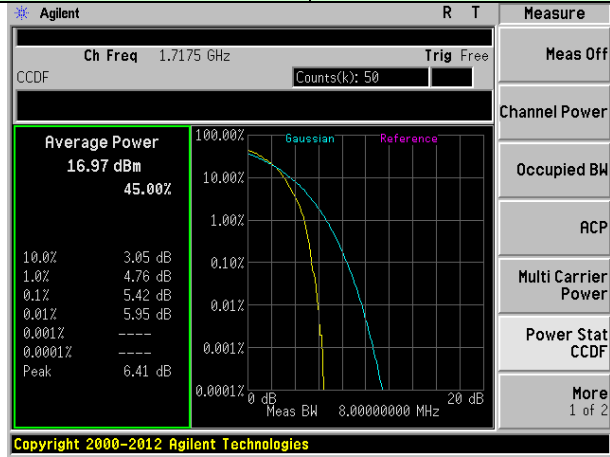 Agilent R T Measure
Ch Freq 1.7175 GHz Trig Free
CCDF Counts(k): 50
Meas Off
Channel Power
Occupied BW
ACP
Multi Carrier Power
Power Stat CCDF
More
1 of 2
Average Power
16.97 dBm
45.00%
10.0% 3.05 dB
1.0% 4.76 dB
0.1% 5.42 dB
0.01% 5.95 dB
0.001% ----
0.0001% ----
Peak 6.41 dB
Gaussian Reference
100.00%
10.00%
1.00%
0.10%
0.01%
0.001%
0.0001%
0 dB 20 dB
Meas BW 8.00000000 MHz
Copyright 2000-2012 Agilent Technologies